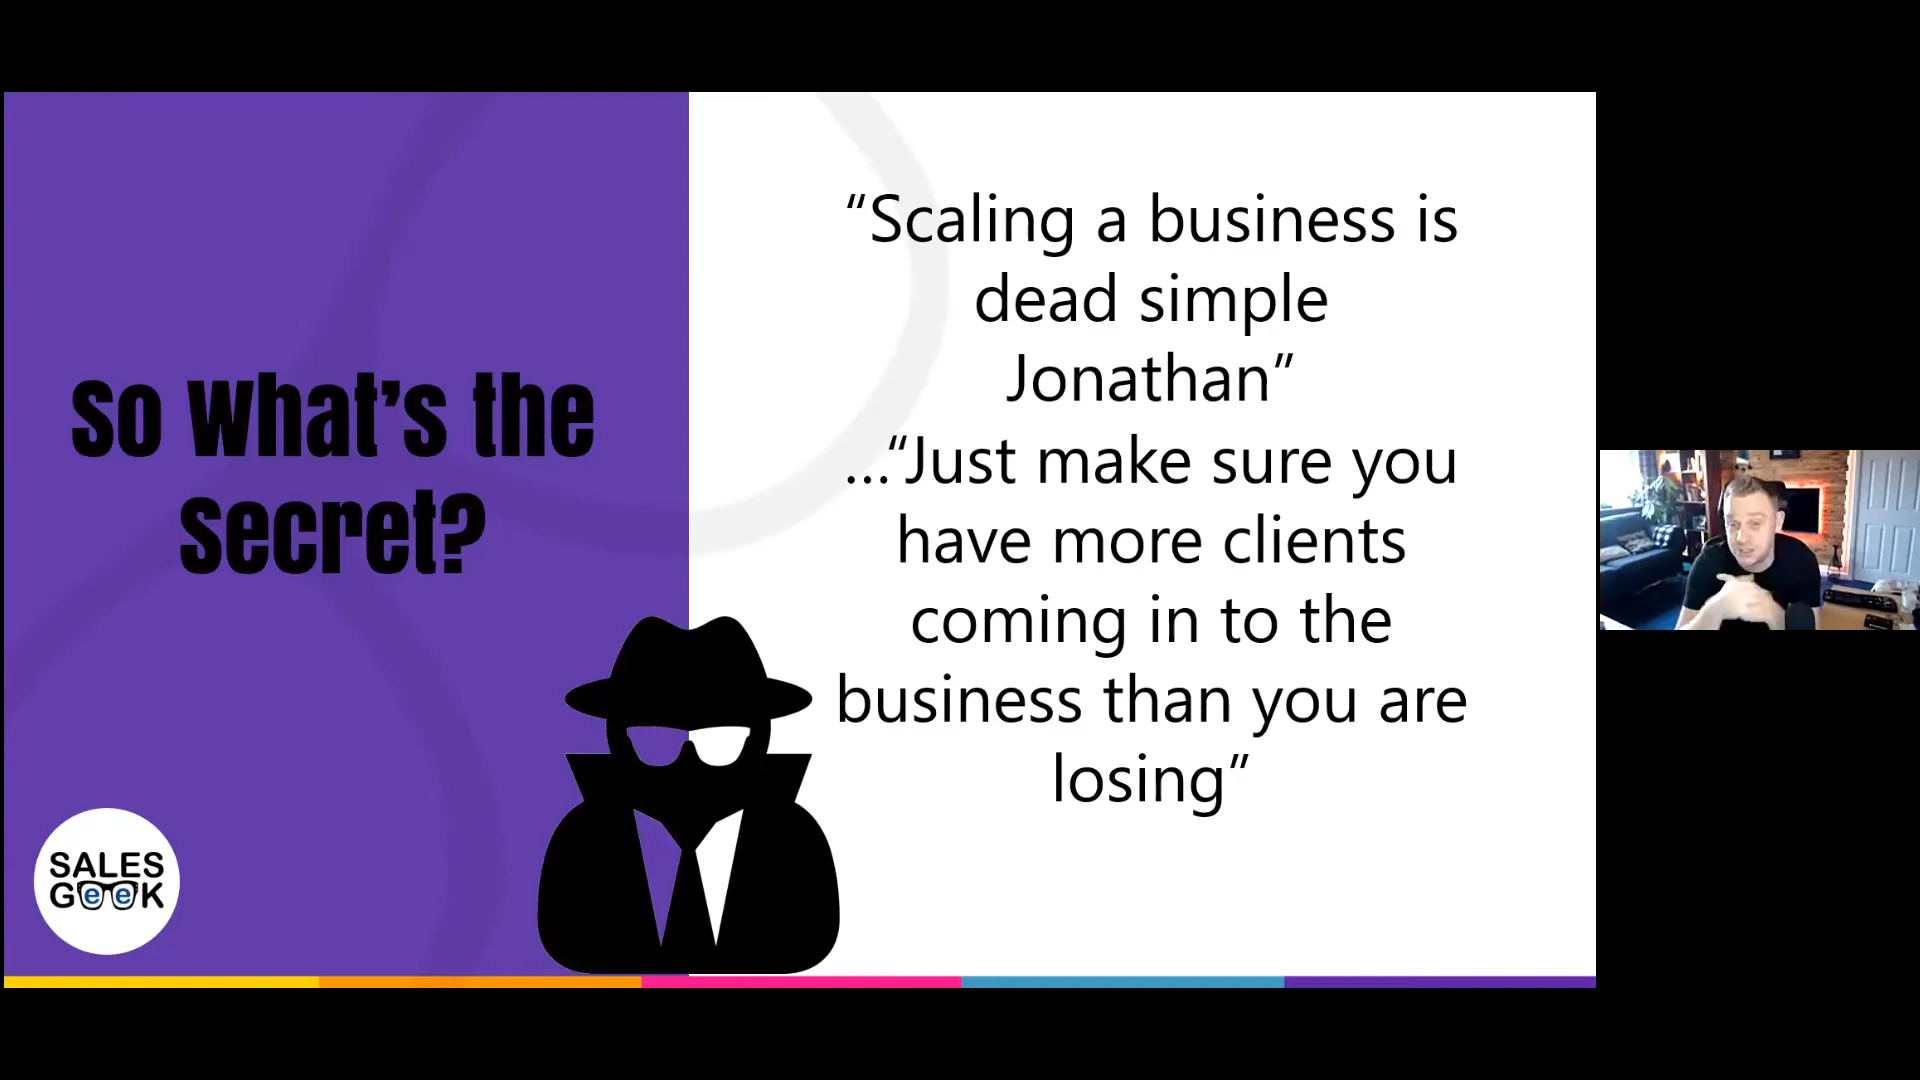 So what’s the
secret?
“Scaling a business is
dead simple
Jonathan”
...“Just make sure you
have more clients
coming in to the
business than you are
losing”
SALES
GeeK